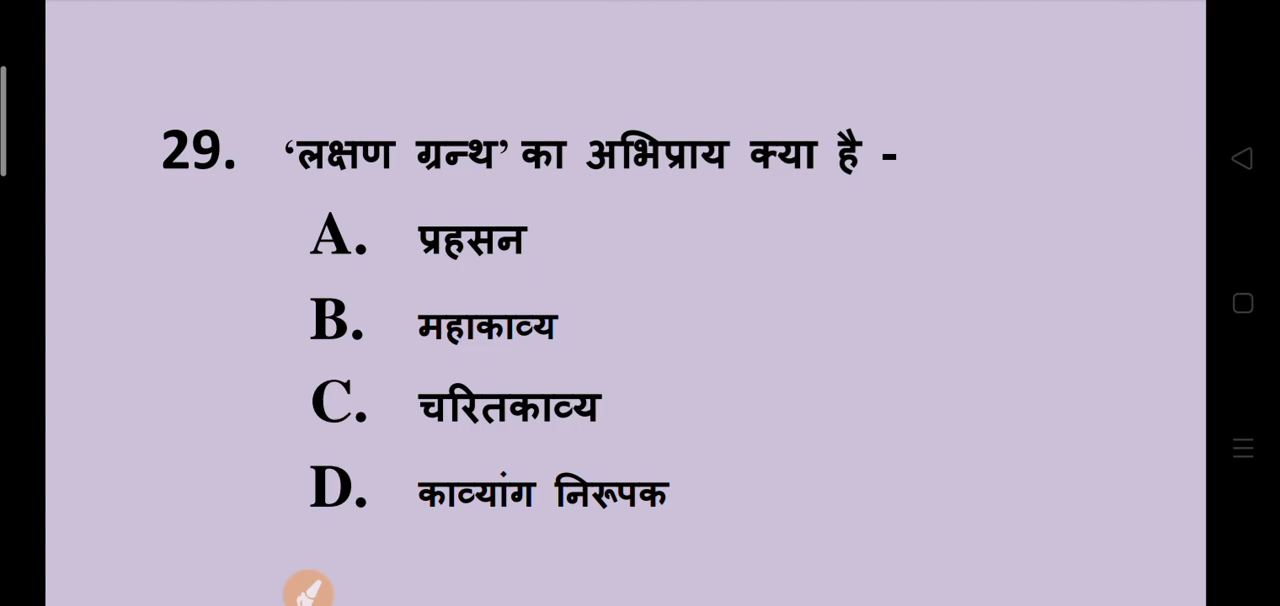 29. ‘लक्षण ग्रन्थ’ का अभिप्राय क्या है -
A. प्रहसन
B. महाकाव्य
C. चरितकाव्य
D. काव्यांग निरूपक